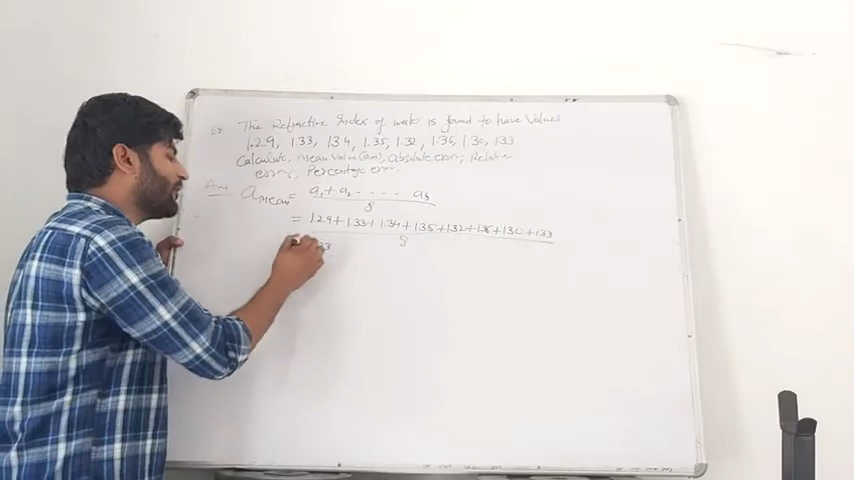 Ex The Refractive Index of water is found to have Values
1.29, 1.33, 1.34, 1.35, 1.32, 1.36, 1.30, 1.33
Calculate, mean value(am), absolute error, Relative
error, Percentage error.
Ans amean = a1 + a2 - - - - - a8
8
= 1.29 + 1.33 + 1.34 + 1.35 + 1.32 + 1.36 + 1.30 + 1.33
8
33